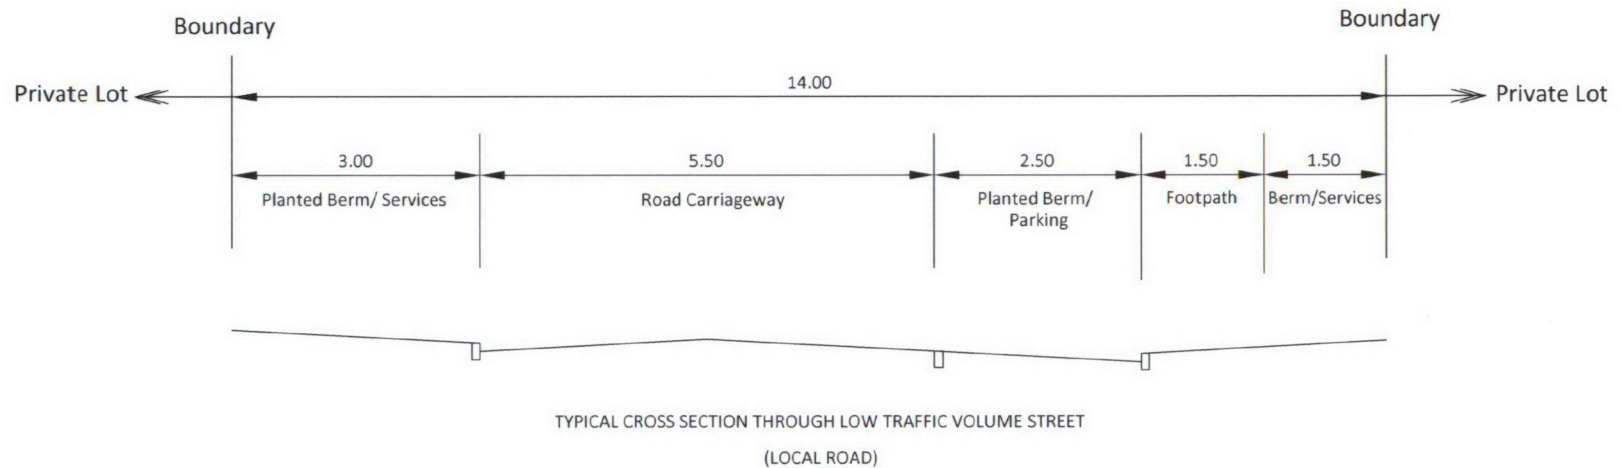 Boundary
Boundary
Private Lot
14.00
Private Lot
3.00
5.50
2.50
1.50
1.50
Planted Berm/ Services
Road Carriageway
Planted Berm/
Parking
Footpath
Berm/Services
TYPICAL CROSS SECTION THROUGH LOW TRAFFIC VOLUME STREET
(LOCAL ROAD)